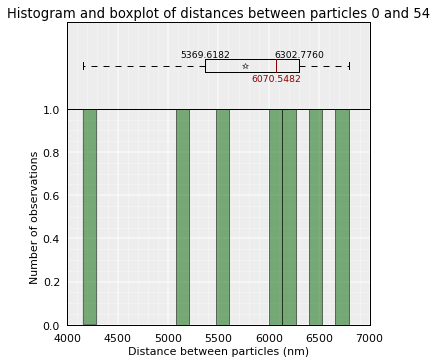 Histogram and boxplot of distances between particles 0 and 54
5369.6182 6302.7760
6070.5482
1.0
0.8
0.6
0.4
0.2
0.0
Number of observations
4000 4500 5000 5500 6000 6500 7000
Distance between particles (nm)